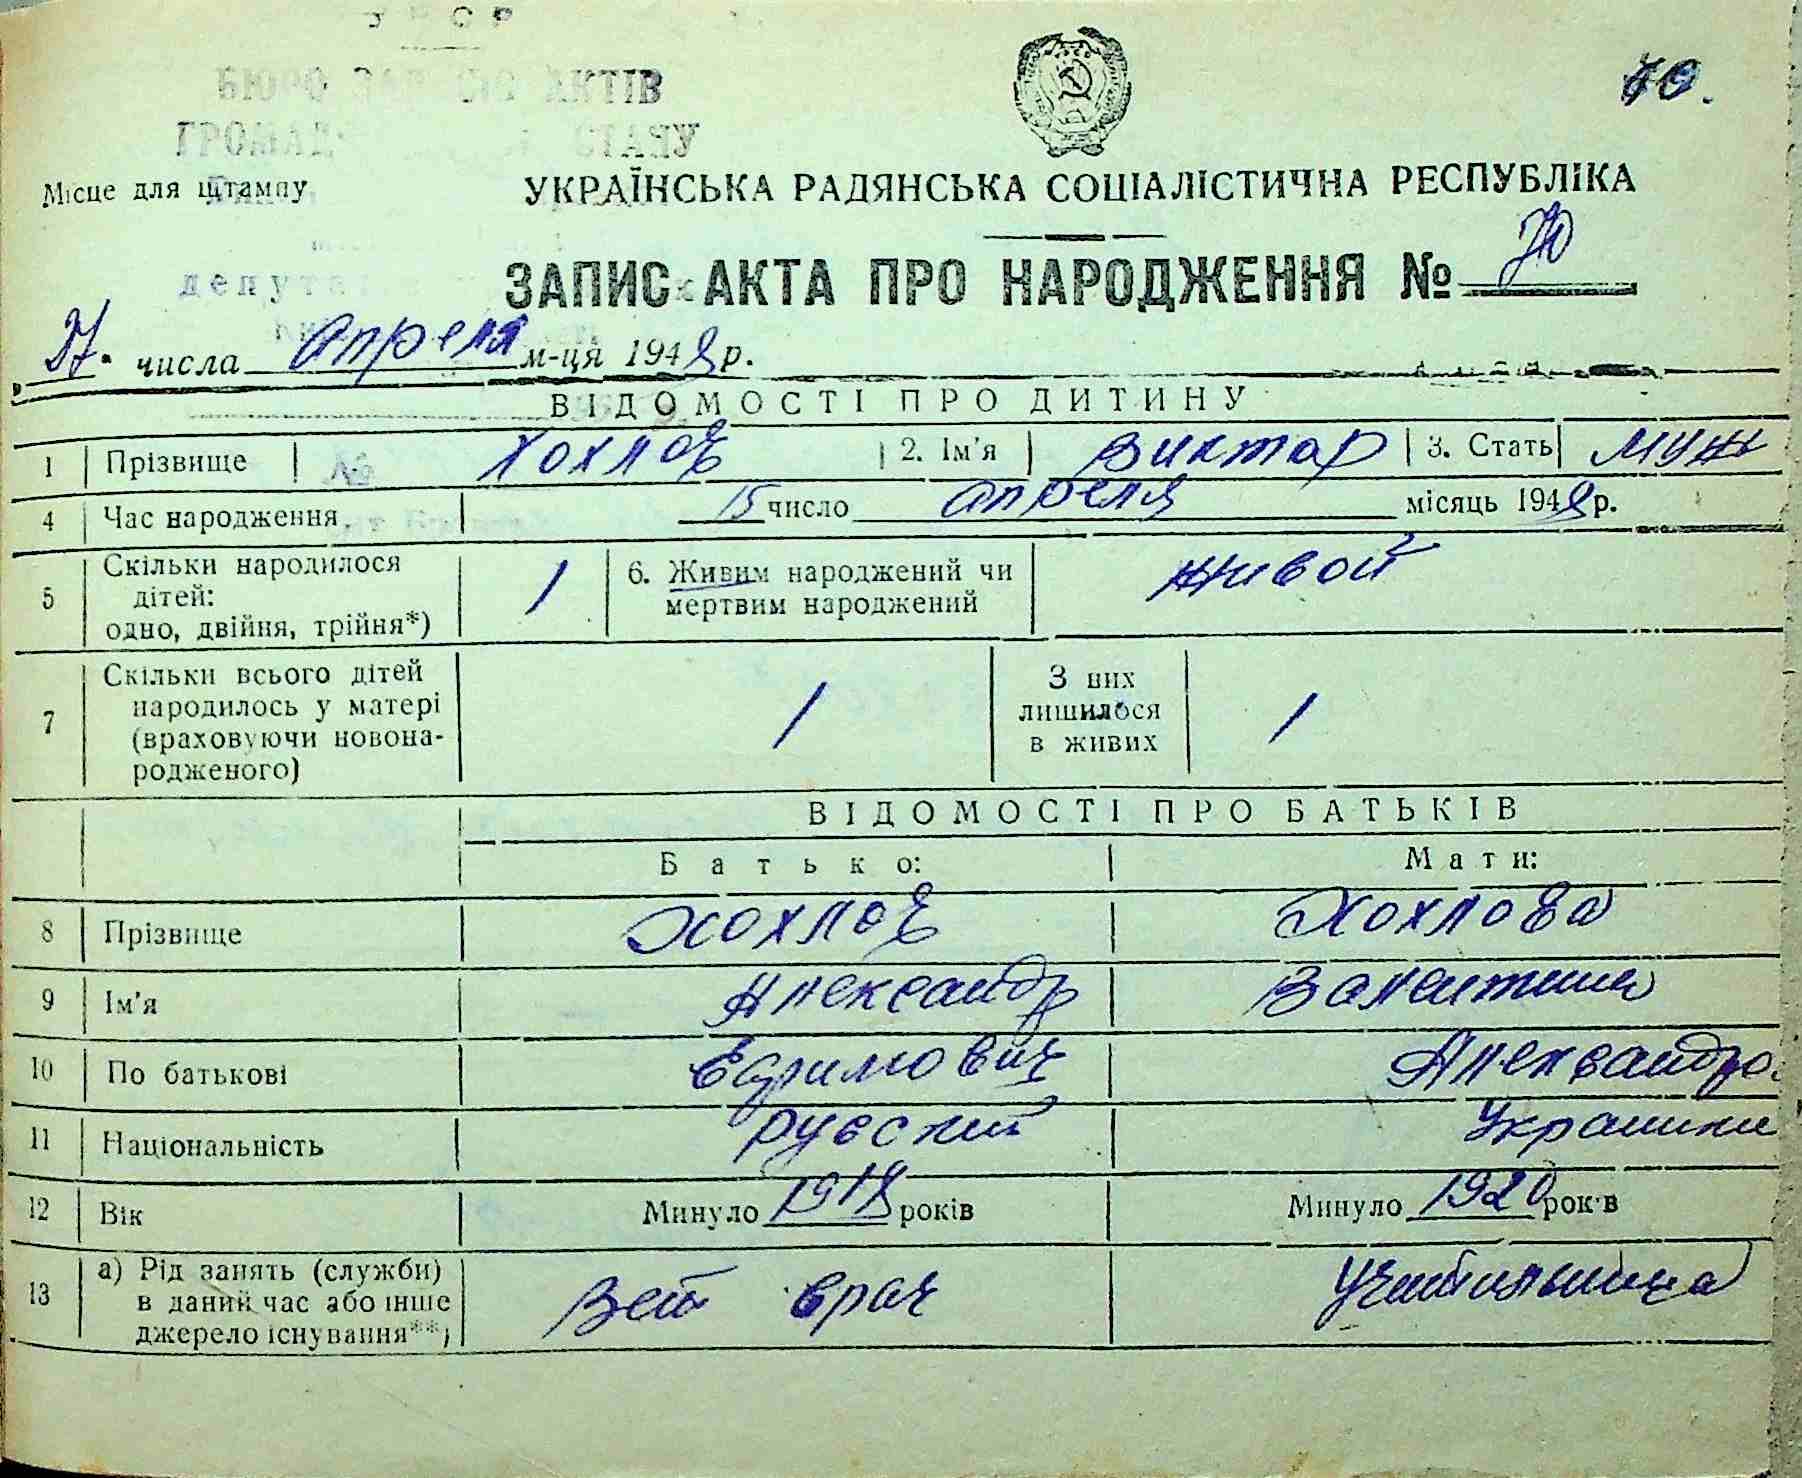 70.
АКТІВ
Місце для штампу
УКРАЇНСЬКА РАДЯНСЬКА СОЦІАЛІСТИЧНА РЕСПУБЛІКА
ЗАПИС АКТА ПРО НАРОДЖЕННЯ № 70
27. числа апреля м-ця 1948 р.
ВІДОМОСТІ ПРО ДИТИНУ
1 Прізвище Хохлов 2. Ім'я Виктор 3. Стать муж
4 Час народження 15 число апреля місяць 1948 р.
5 Скільки народилося дітей: одно, двійня, трійня*) 1 6. Живим народжений чи мертвим народжений живой
7 Скільки всього дітей народилось у матері (враховуючи новонародженого) 1 З них лишилося в живих 1
ВІДОМОСТІ ПРО БАТЬКІВ
Батько: Мати:
8 Прізвище Хохлов Хохлова
9 Ім'я Александр Валентина
10 По батькові Ефимович Александро
11 Національність русский Украинк
12 Вік Минуло 1918 років Минуло 1920 років
13 а) Рід занять (служби) в даний час або інше джерело існування**) Вет врач Учительница